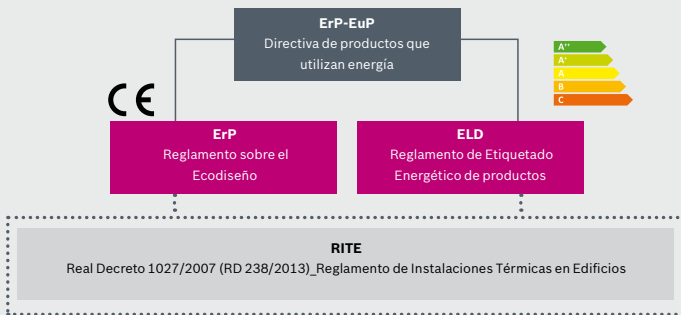 ErP-EuP
Directiva de productos que
utilizan energía
A++
A+
A
B
C
CE
ErP
Reglamento sobre el
Ecodiseño
ELD
Reglamento de Etiquetado
Energético de productos
RITE
Real Decreto 1027/2007 (RD 238/2013)_Reglamento de Instalaciones Térmicas en Edificios